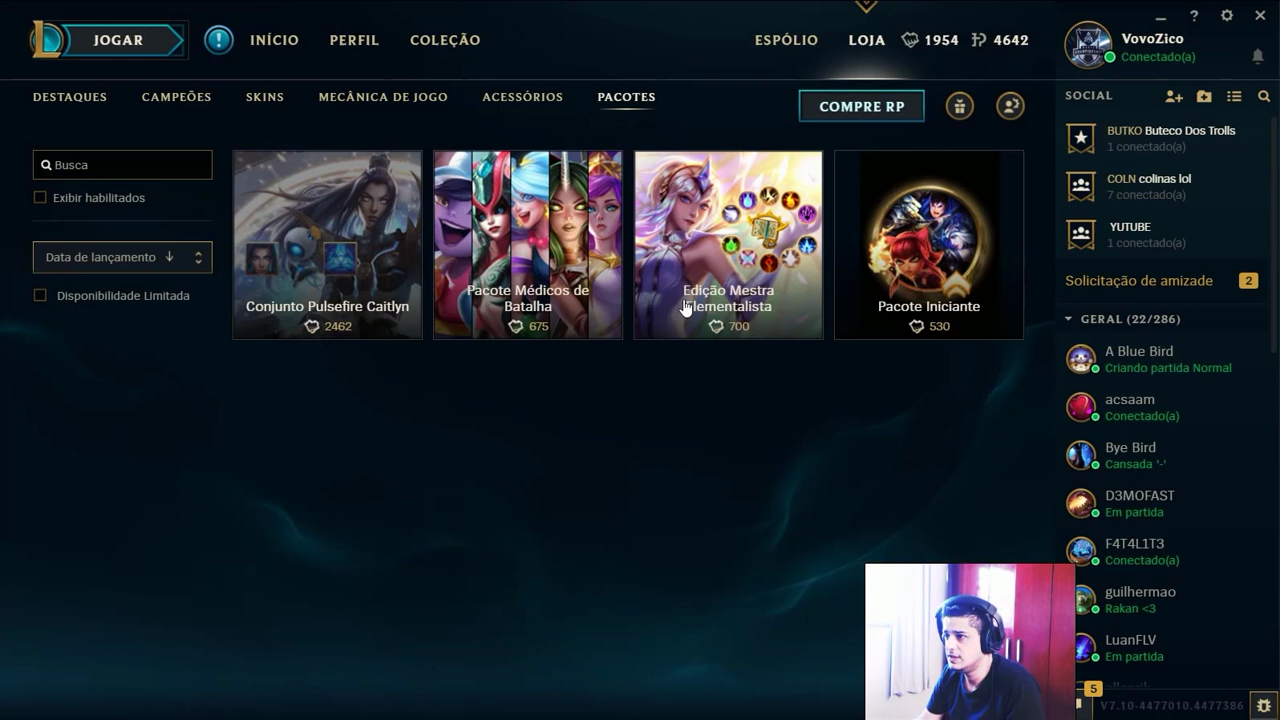 JOGAR
INÍCIO
PERFIL
COLEÇÃO
ESPÓLIO
LOJA
1954
4642
VovoZico
Conectado(a)
DESTAQUES
CAMPEÕES
SKINS
MECÂNICA DE JOGO
ACESSÓRIOS
PACOTES
COMPRE RP
Busca
Exibir habilitados
Data de lançamento
Disponibilidade Limitada
Conjunto Pulsefire Caitlyn
2462
Pacote Médicos de
Batalha
675
Edição Mestra
Elementalista
700
Pacote Iniciante
530
SOCIAL
BUTKO Buteco Dos Trolls
1 conectado(a)
COLN colinas lol
7 conectado(a)
YUTUBE
1 conectado(a)
Solicitação de amizade 2
GERAL (22/286)
A Blue Bird
Criando partida Normal
acsaam
Conectado(a)
Bye Bird
Cansada '-'
D3MOFAST
Em partida
F4T4L1T3
Conectado(a)
guilhermao
Rakan <3
LuanFLV
Em partida
5
V7.10-4477010.4477386